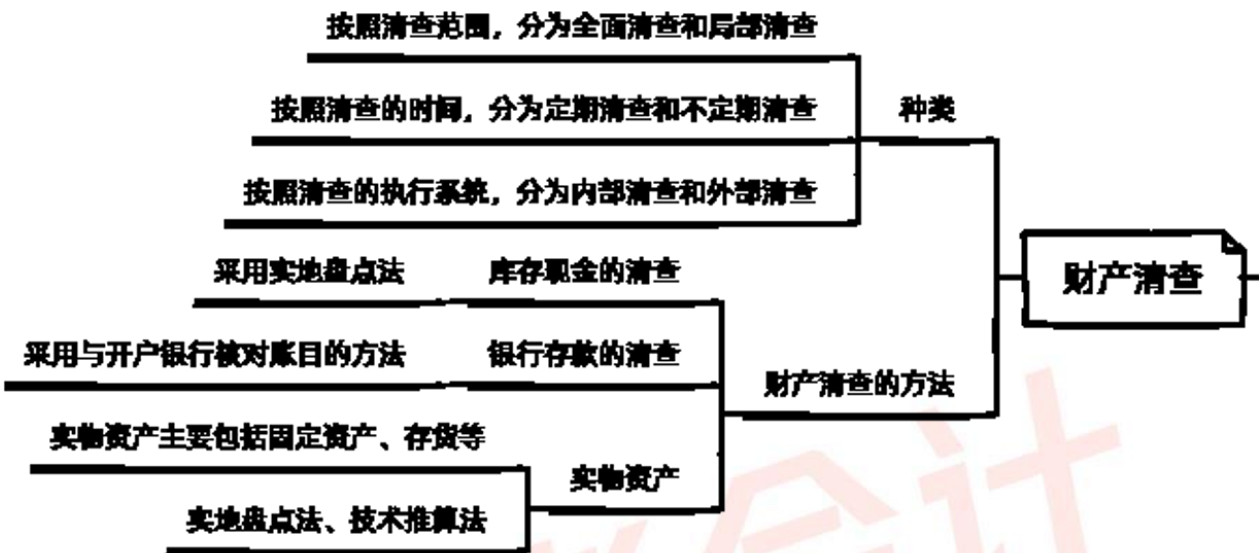 按照清查范围，分为全面清查和局部清查
按照清查的时间，分为定期清查和不定期清查
种类
按照清查的执行系统，分为内部清查和外部清查
财产清查
采用实地盘点法
库存现金的清查
采用与开户银行核对账目的方法
银行存款的清查
财产清查的方法
实物资产主要包括固定资产、存货等
实物资产
实地盘点法、技术推算法
会计